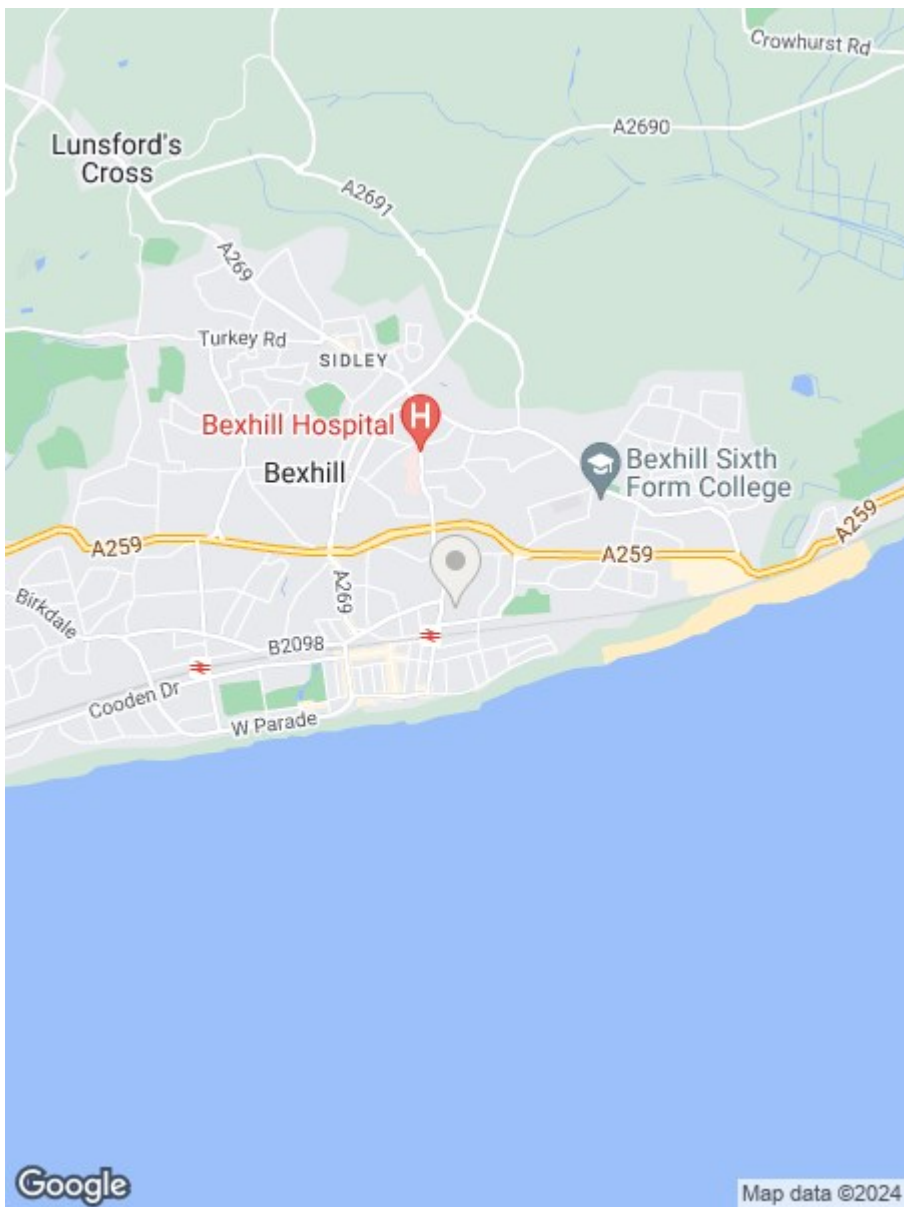 Crowhurst Rd
A2690
Lunsford's
Cross
A2691
A269
Turkey Rd
SIDLEY
H
Bexhill Hospital
Bexhill
Bexhill Sixth
Form College
A259
A259
A259
A269
Birkdale
B2098
Cooden Dr
W Parade
Google
Map data ©2024